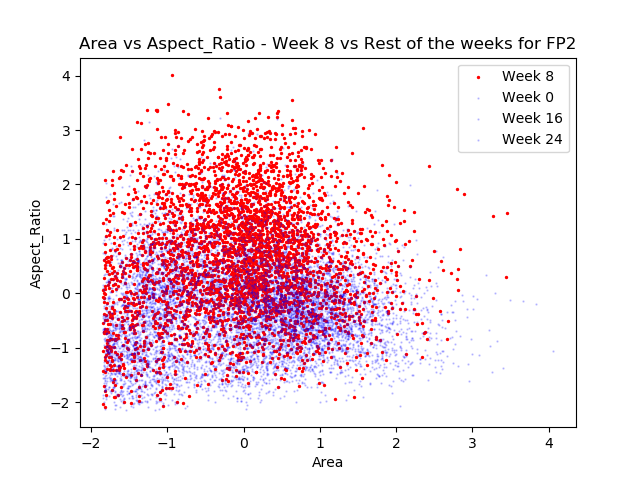 Area vs Aspect_Ratio - Week 8 vs Rest of the weeks for FP2
Week 8
Week 0
Week 16
Week 24
Aspect_Ratio
4
3
2
1
0
−1
−2
−2 −1 0 1 2 3 4
Area